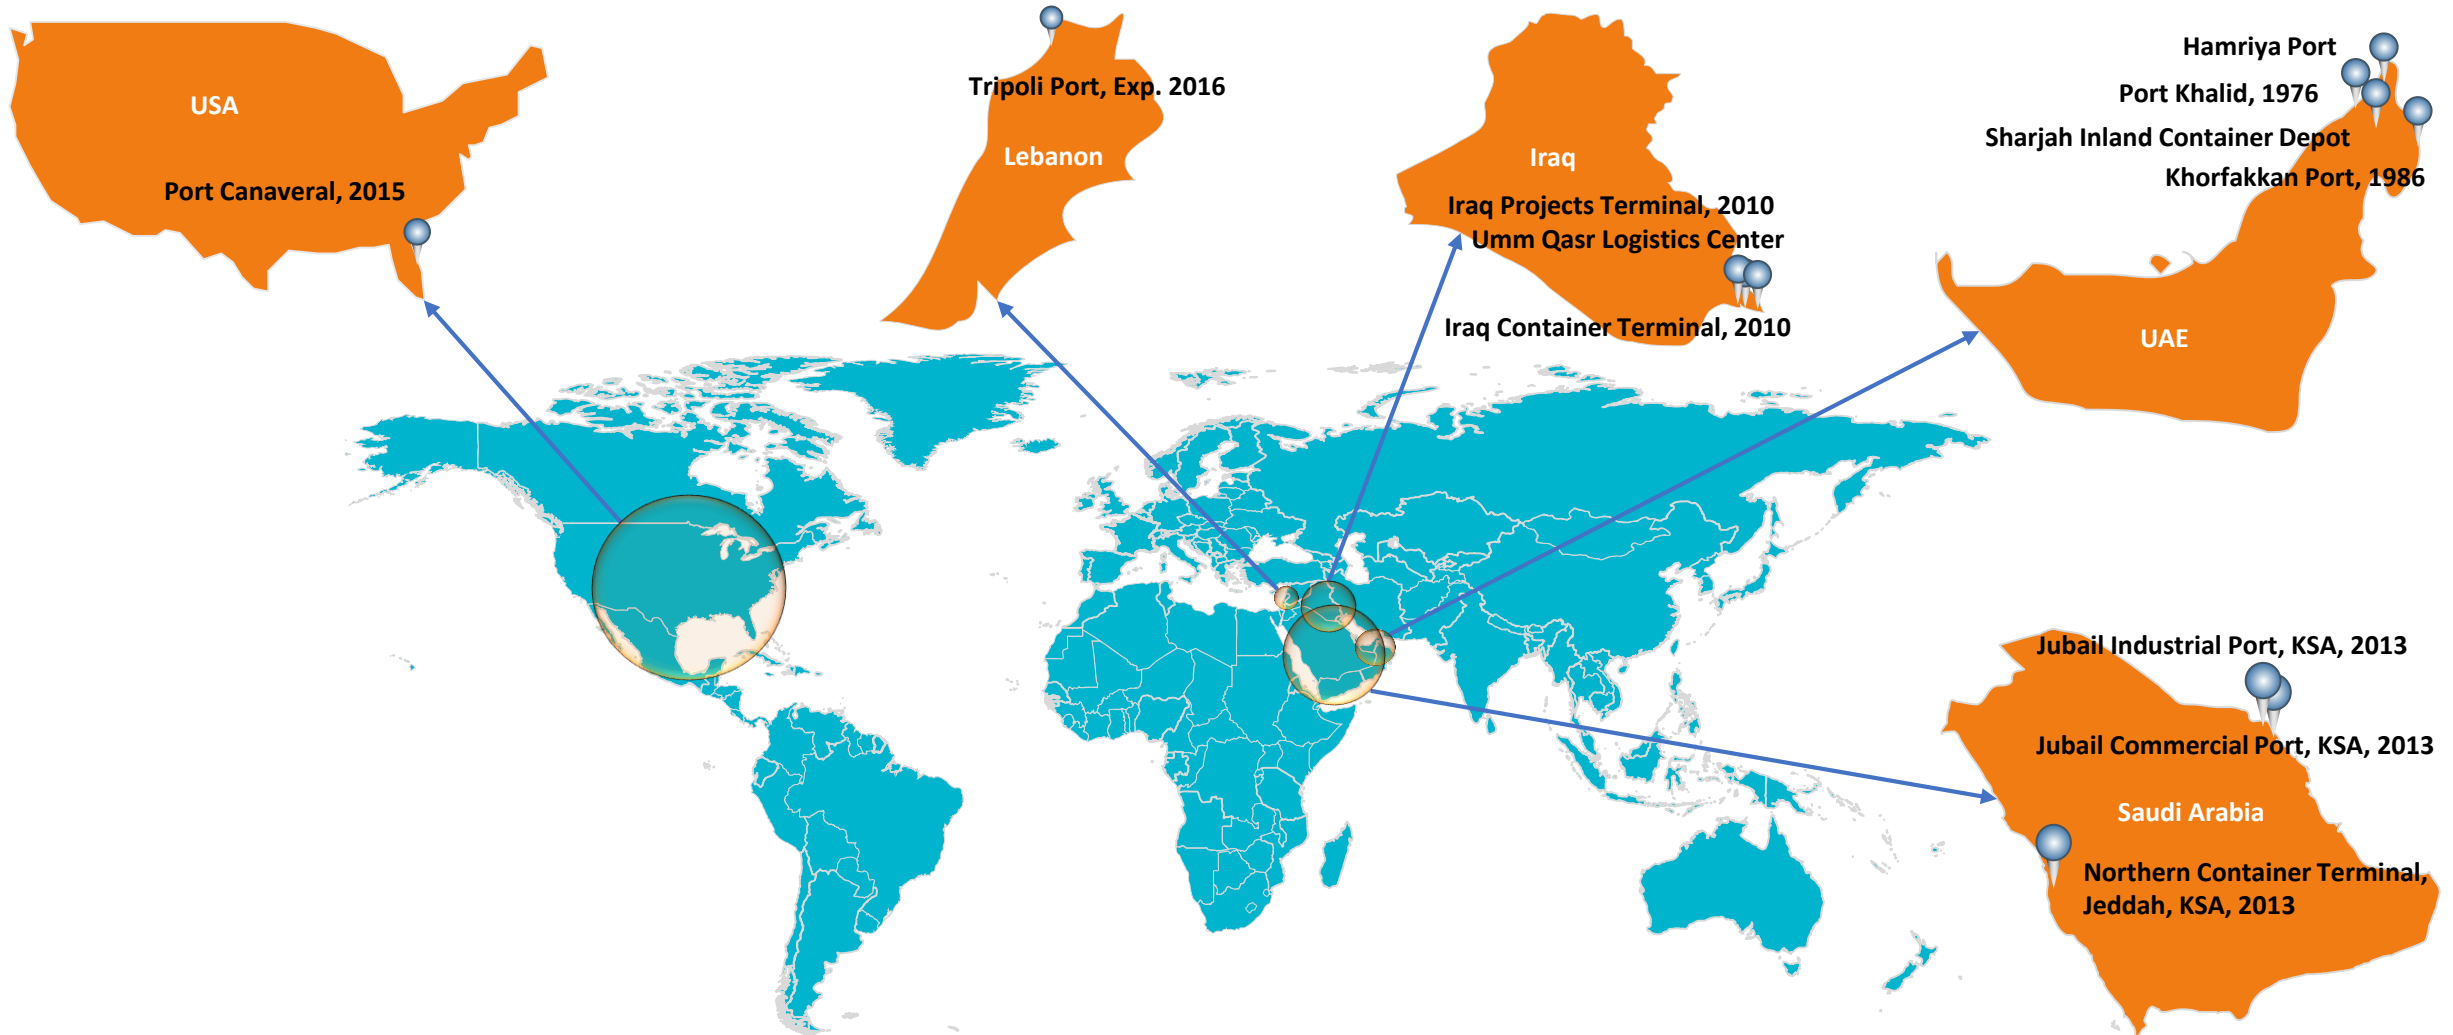 USA
Port Canaveral, 2015
Tripoli Port, Exp. 2016
Lebanon
Iraq
Iraq Projects Terminal, 2010
Umm Qasr Logistics Center
Iraq Container Terminal, 2010
Hamriya Port
Port Khalid, 1976
Sharjah Inland Container Depot
Khorfakkan Port, 1986
UAE
Jubail Industrial Port, KSA, 2013
Jubail Commercial Port, KSA, 2013
Saudi Arabia
Northern Container Terminal,
Jeddah, KSA, 2013